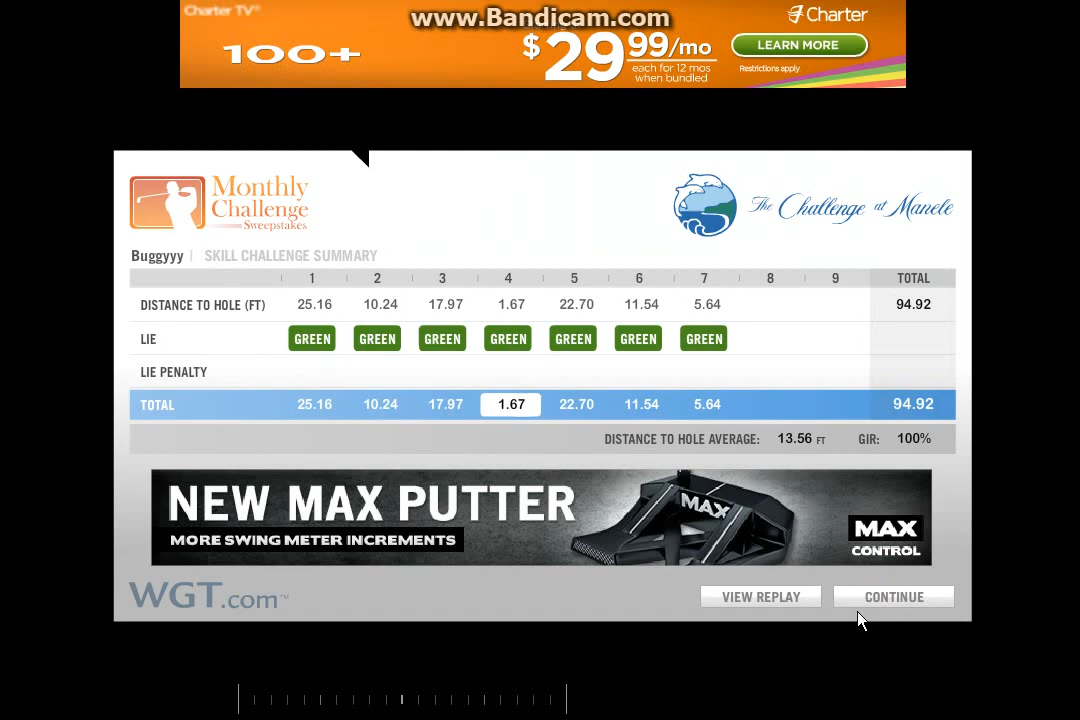 Charter TV®
www.Bandicam.com
Charter
100+
$29.99/mo
each for 12 mos
when bundled
LEARN MORE
Restrictions apply.
Monthly
Challenge
Sweepstakes
The Challenge at Manele
Buggyyy | SKILL CHALLENGE SUMMARY
1 2 3 4 5 6 7 8 9 TOTAL
DISTANCE TO HOLE (FT) 25.16 10.24 17.97 1.67 22.70 11.54 5.64 94.92
LIE GREEN GREEN GREEN GREEN GREEN GREEN GREEN
LIE PENALTY
TOTAL 25.16 10.24 17.97 1.67 22.70 11.54 5.64 94.92
DISTANCE TO HOLE AVERAGE: 13.56 FT GIR: 100%
NEW MAX PUTTER
MORE SWING METER INCREMENTS
MAX
MAX
CONTROL
WGT.com™
VIEW REPLAY
CONTINUE